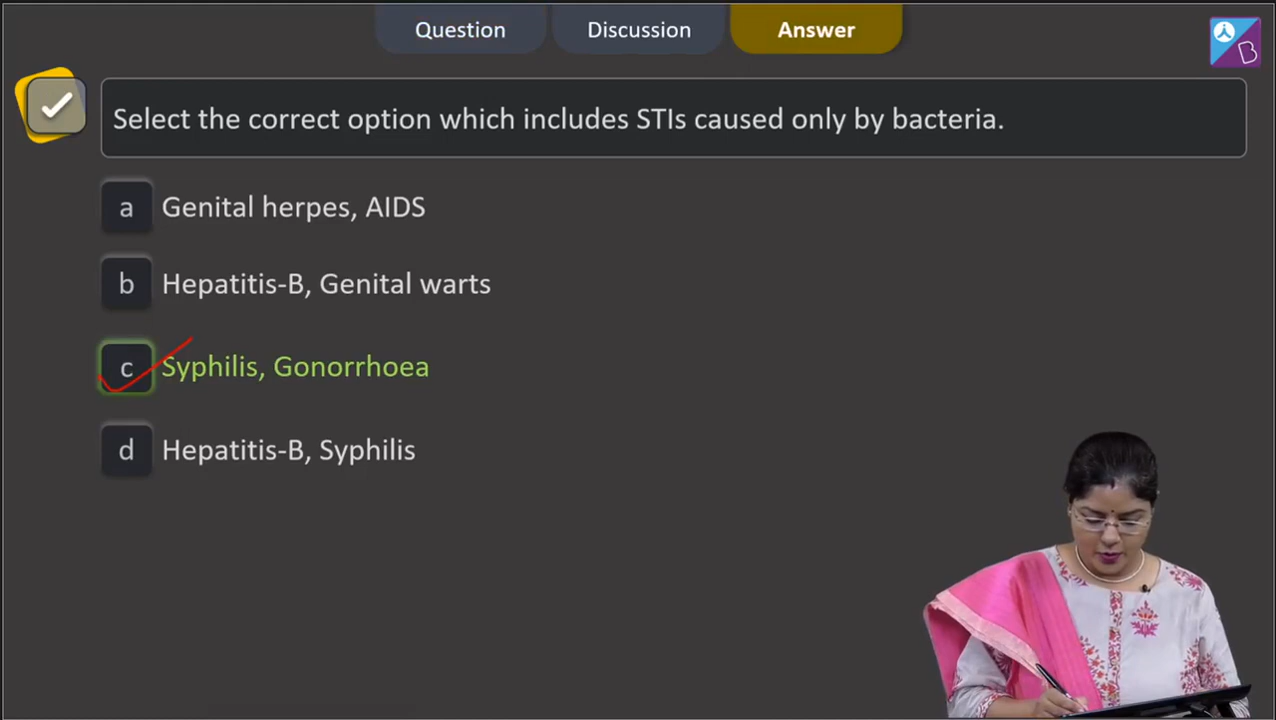 Question Discussion Answer
Select the correct option which includes STIs caused only by bacteria.
a Genital herpes, AIDS
b Hepatitis-B, Genital warts
c Syphilis, Gonorrhoea
d Hepatitis-B, Syphilis
B